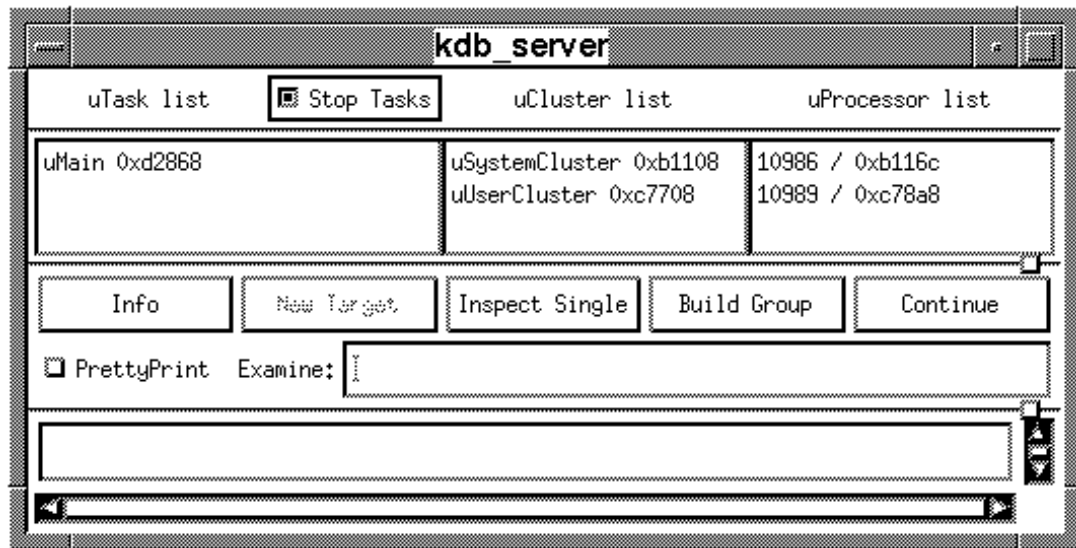 kdb_server
uTask list Stop Tasks uCluster list uProcessor list
uMain 0xd2868 uSystemCluster 0xb1108 10986 / 0xb116c
uUserCluster 0xc7708 10989 / 0xc78a8
Info New Target Inspect Single Build Group Continue
PrettyPrint Examine: